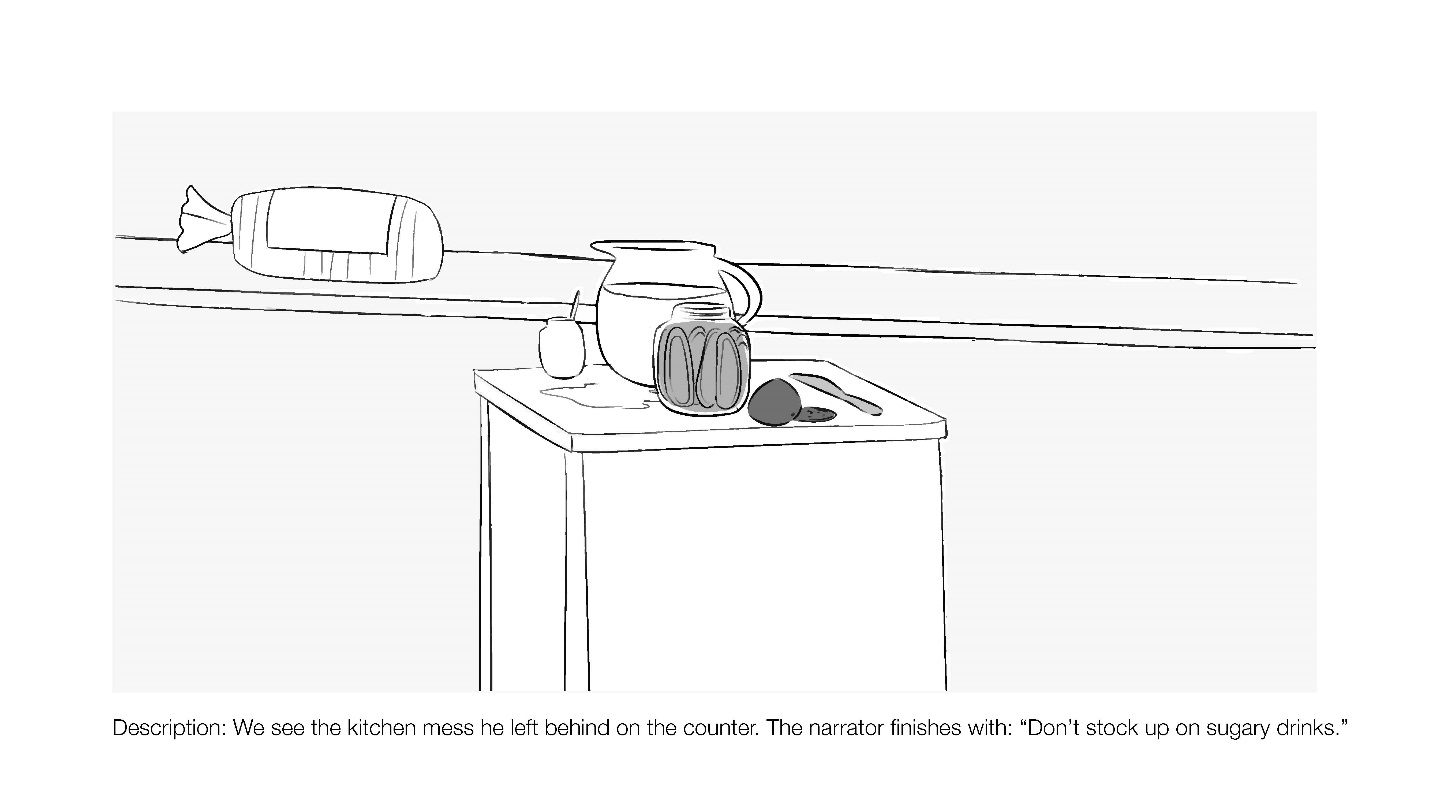 Description: We see the kitchen mess he left behind on the counter. The narrator finishes with: “Don’t stock up on sugary drinks.”